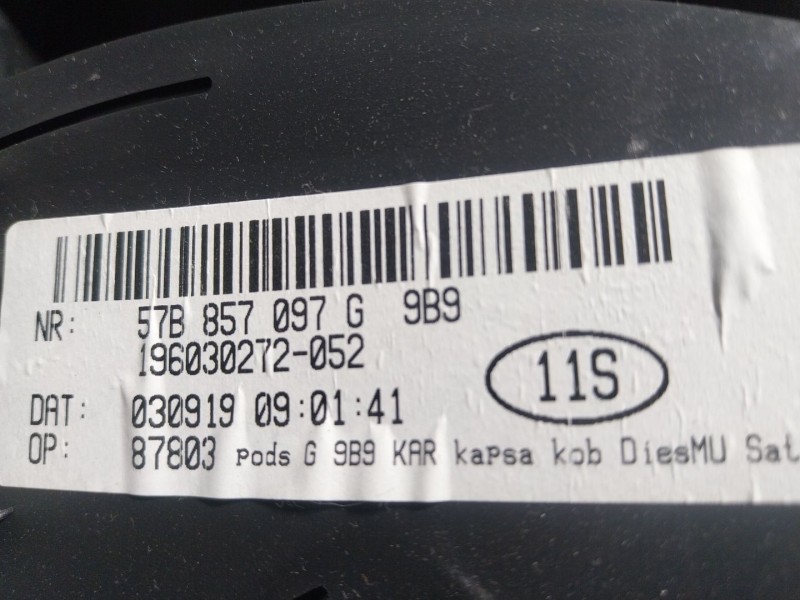 NR: 57B 857 097 G 9B9
196030272-052
11S
DAT: 030919 09:01:41
OP: 87803 Pods G 9B9 KAR kaPsa kob DiesMU Sat